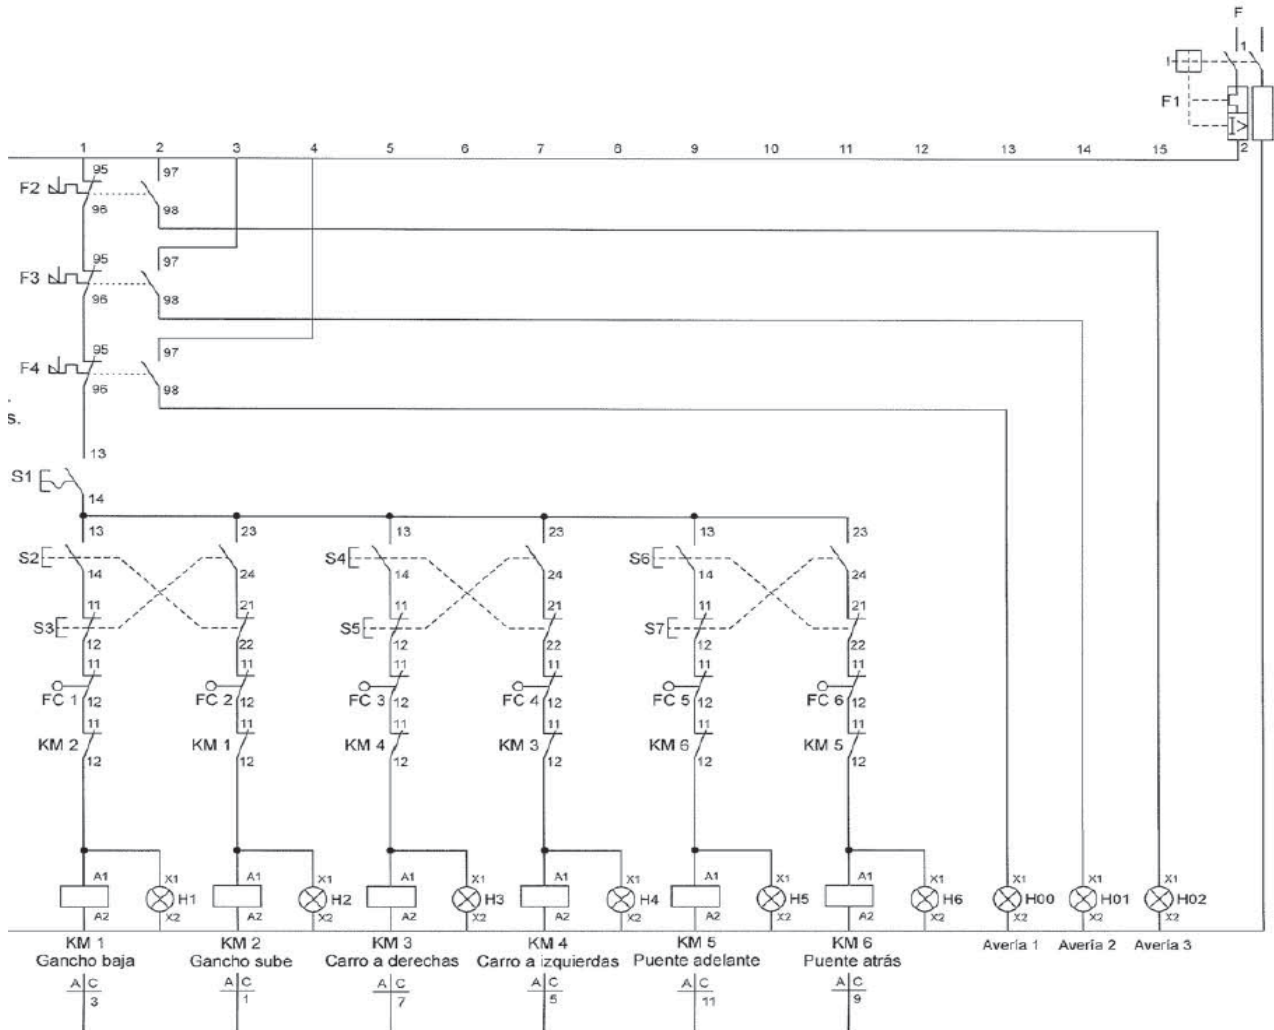 F
1
I
F1
I>
2
1 2 3 4 5 6 7 8 9 10 11 12 13 14 15
95 97
F2
96 98
95 97
F3
96 98
95 97
F4
96 98
s.
13
S1
14
13 23 13 23 13 23
S2 S4 S6
14 24 14 24 14 24
11 21 11 21 11 21
S3 S5 S7
12 22 12 22 12 22
11 11 11 11 11 11
FC 1 12 FC 2 12 FC 3 12 FC 4 12 FC 5 12 FC 6 12
11 11 11 11 11 11
KM 2 KM 1 KM 4 KM 3 KM 6 KM 5
12 12 12 12 12 12
A1 X1 A1 X1 A1 X1 A1 X1 A1 X1 A1 X1 X1 X1 X1
H1 H2 H3 H4 H5 H6 H00 H01 H02
A2 X2 A2 X2 A2 X2 A2 X2 A2 X2 A2 X2 X2 X2 X2
KM 1 KM 2 KM 3 KM 4 KM 5 KM 6 Avería 1 Avería 2 Avería 3
Gancho baja Gancho sube Carro a derechas Carro a izquierdas Puente adelante Puente atrás
A C A C A C A C A C A C
3 1 7 5 11 9